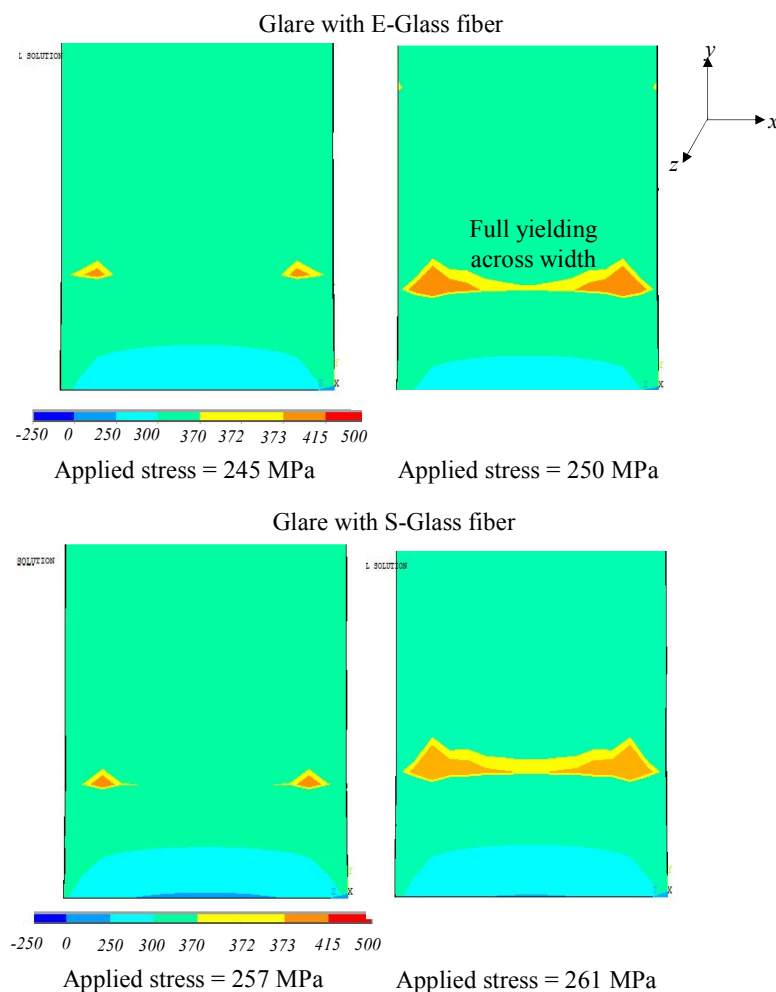 Glare with E-Glass fiber
L SOLUTION
y
x
z
Full yielding
across width
Z X
Z X
-250 0 250 300 370 372 373 415 500
Applied stress = 245 MPa
Applied stress = 250 MPa
Glare with S-Glass fiber
SOLUTION
L SOLUTION
Z X
Z X
-250 0 250 300 370 372 373 415 500
Applied stress = 257 MPa
Applied stress = 261 MPa